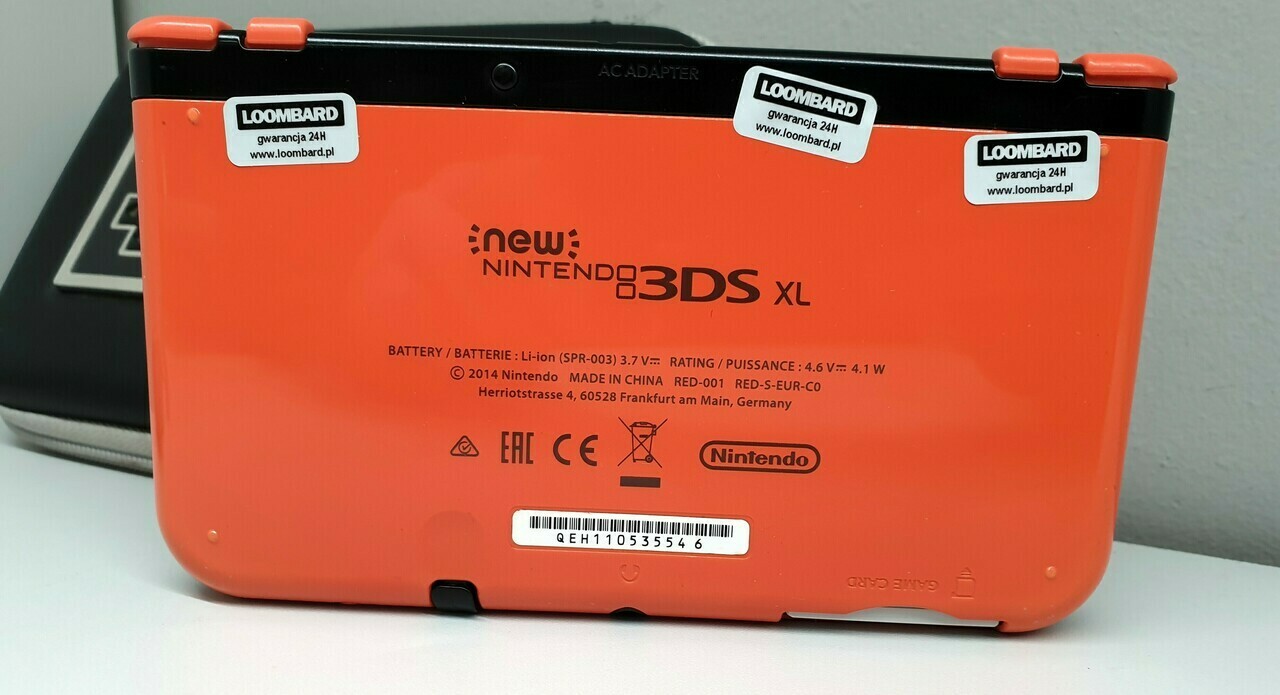 AC ADAPTER
LOOMBARD
gwarancja 24H
www.loombard.pl
LOOMBARD
gwarancja 24H
www.loombard.pl
LOOMBARD
gwarancja 24H
www.loombard.pl
new
NINTENDO 3DS XL
BATTERY / BATTERIE : Li-ion (SPR-003) 3.7 V⎓ RATING / PUISSANCE : 4.6 V⎓ 4.1 W
© 2014 Nintendo MADE IN CHINA RED-001 RED-S-EUR-C0
Herriotstrasse 4, 60528 Frankfurt am Main, Germany
EAC CE Nintendo
QEH110535546
GAME CARD